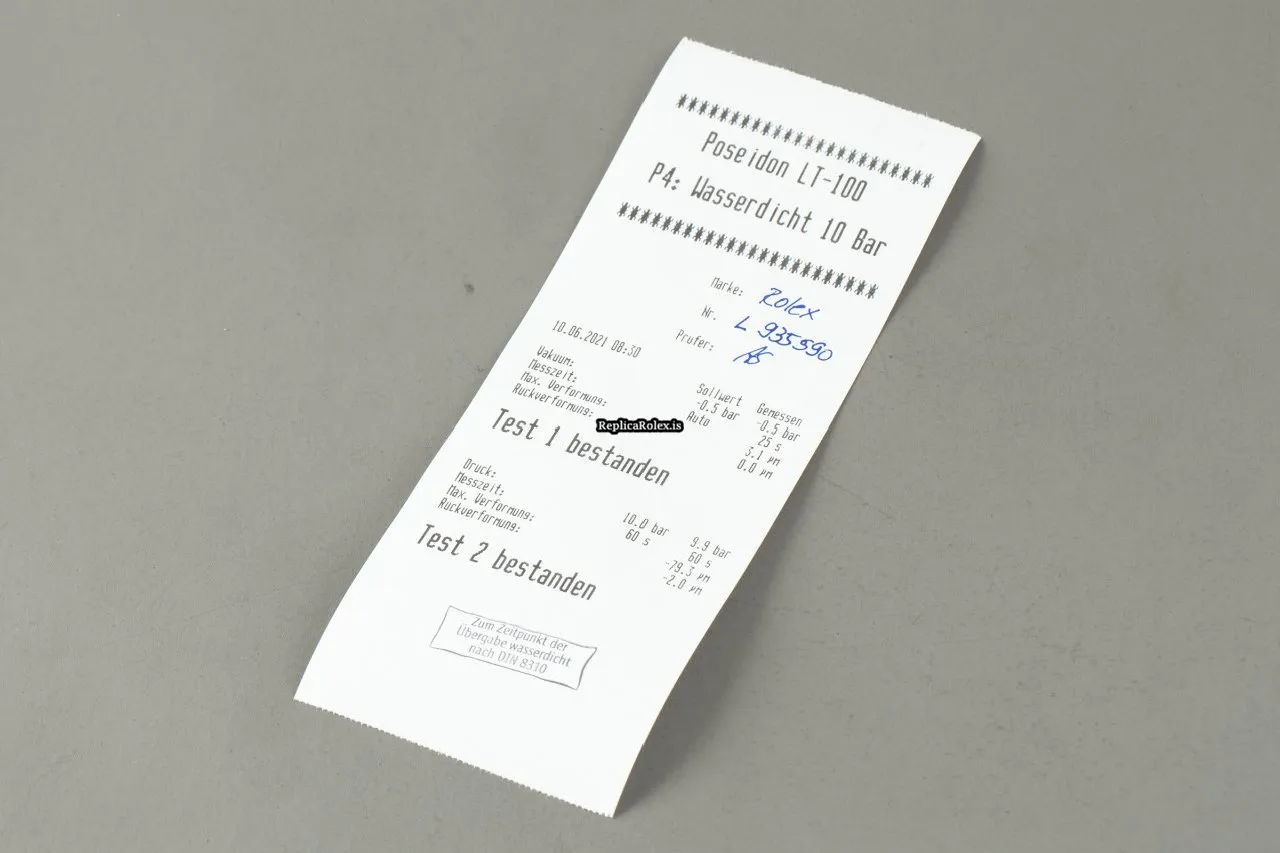 ************************
Poseidon LT-100
P4: Wasserdicht 10 Bar
************************
Marke: Rolex
Nr. L 935590
Prüfer: AS
10.06.2021 08:30
Sollwert Gemessen
Vakuum: -0.5 bar -0.5 bar
Messzeit: Auto 25 s
Max. Verformung: 3.1 µm
Rückverformung: 0.0 µm
Test 1 bestanden
ReplicaRolex.is
Druck: 10.0 bar 9.9 bar
Messzeit: 60 s 60 s
Max. Verformung: -79.3 µm
Rückverformung: -2.0 µm
Test 2 bestanden
Zum Zeitpunkt der
Übergabe wasserdicht
nach DIN 8310